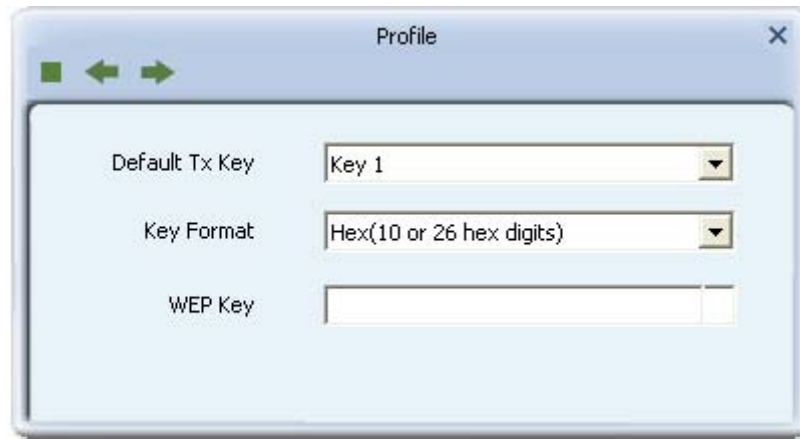 Profile
Default Tx Key Key 1
Key Format Hex(10 or 26 hex digits)
WEP Key